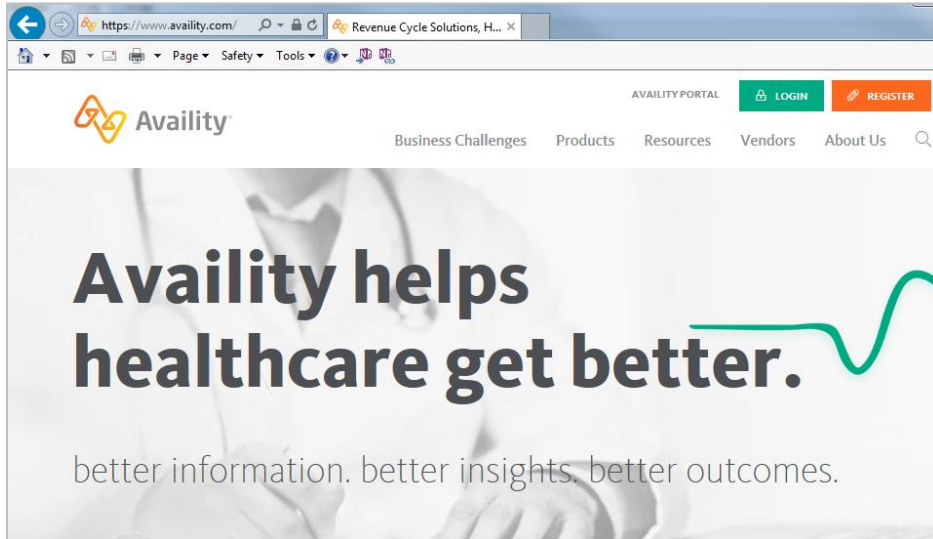 https://www.availity.com/
Revenue Cycle Solutions, H...
Page Safety Tools
AVAILITY PORTAL
LOGIN
REGISTER
Availity
Business Challenges Products Resources Vendors About Us
Availity helps
healthcare get better.
better information. better insights. better outcomes.